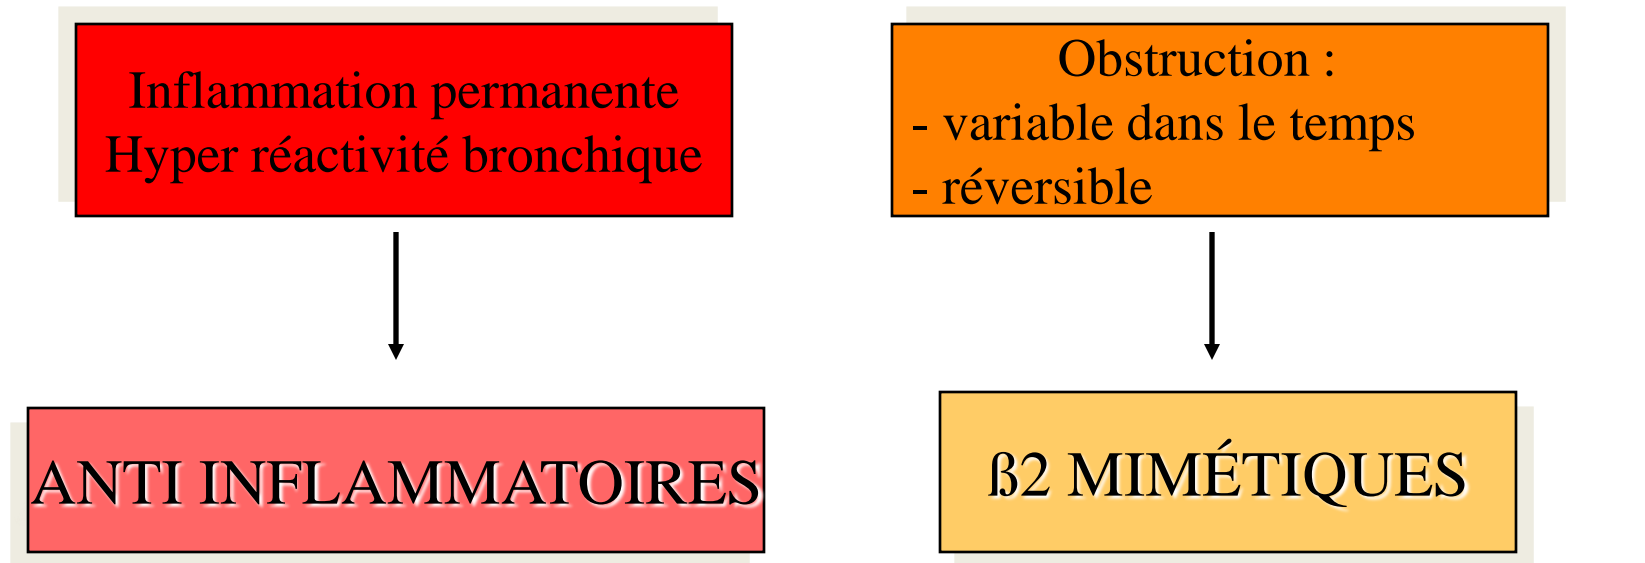 Inflammation permanente
Hyper réactivité bronchique
Obstruction :
- variable dans le temps
- réversible
ANTI INFLAMMATOIRES
ß2 MIMÉTIQUES